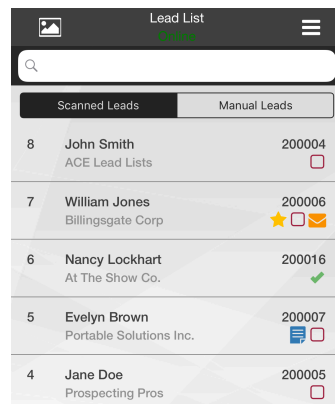 Lead List
Online
Scanned Leads Manual Leads
8 John Smith 200004
ACE Lead Lists
7 William Jones 200006
Billingsgate Corp
6 Nancy Lockhart 200016
At The Show Co.
5 Evelyn Brown 200007
Portable Solutions Inc.
4 Jane Doe 200005
Prospecting Pros